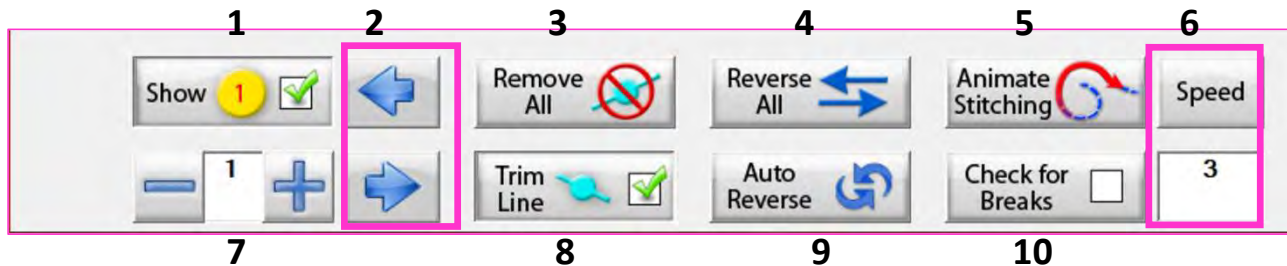 1 2 3 4 5 6
Show 1
Remove
All
Reverse
All
Animate
Stitching
Speed
1
Trim
Line
Auto
Reverse
Check for
Breaks
3
7 8 9 10